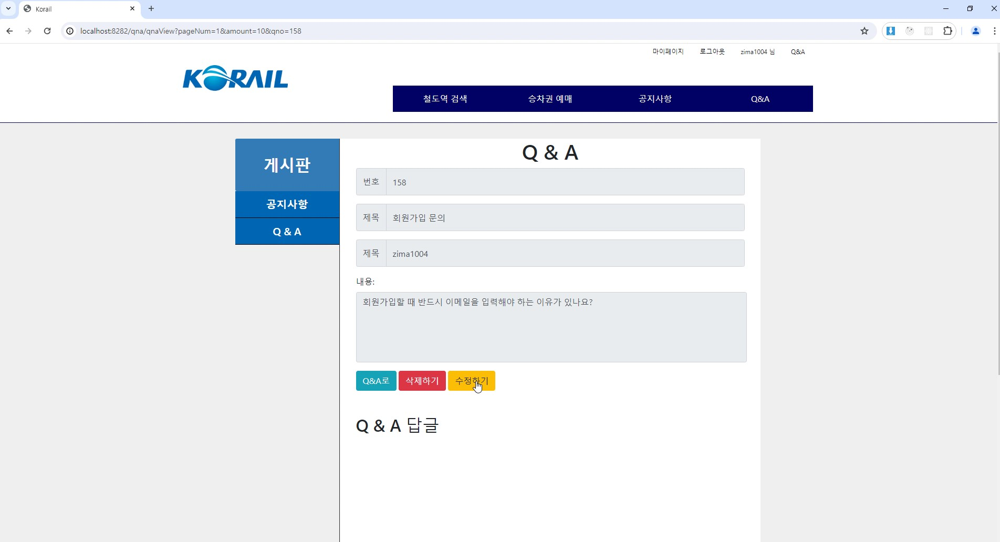 Korail
localhost:8282/qna/qnaView?pageNum=1&amount=10&qno=158
마이페이지 로그아웃 zima1004 님 Q&A
KORAIL
철도역 검색 승차권 예매 공지사항 Q&A
게시판
공지사항
Q & A
Q & A
번호 158
제목 회원가입 문의
제목 zima1004
내용:
회원가입할 때 반드시 이메일을 입력해야 하는 이유가 있나요?
Q&A로 삭제하기 수정하기
Q & A 답글